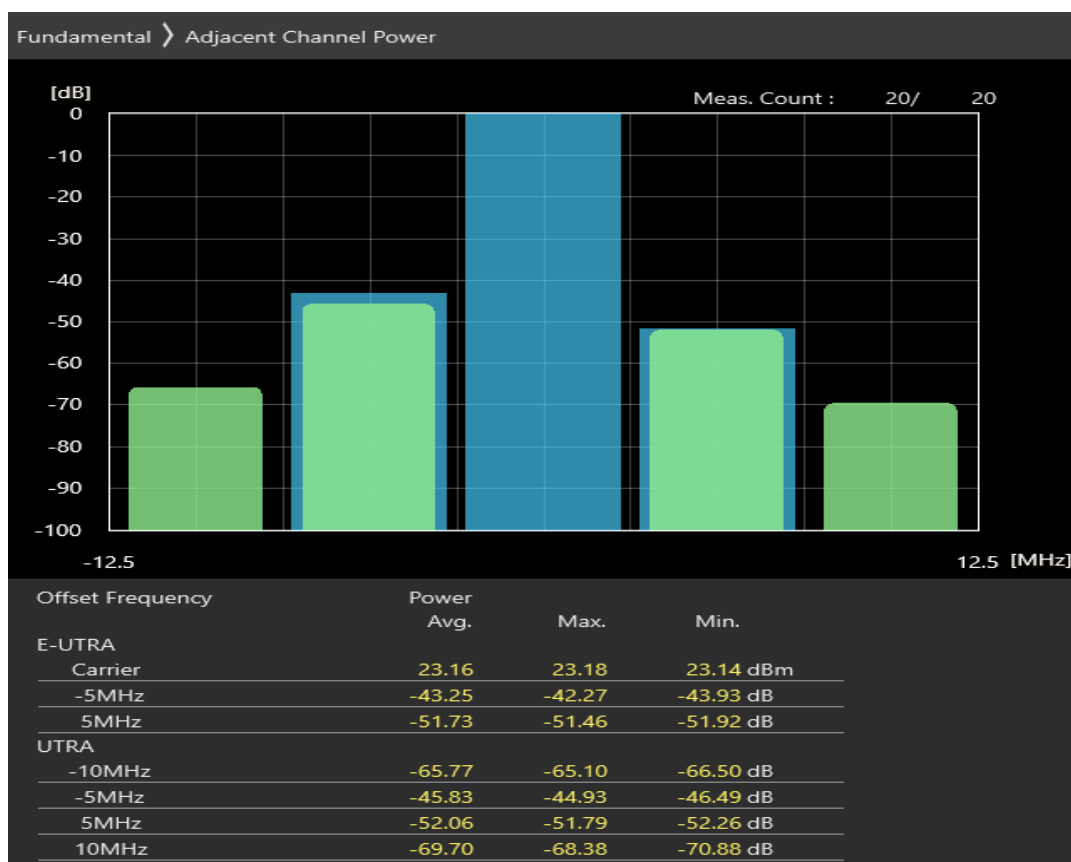 Fundamental ❯ Adjacent Channel Power
[dB]
Meas. Count : 20/ 20
0
-10
-20
-30
-40
-50
-60
-70
-80
-90
-100
-12.5 12.5 [MHz]
Offset Frequency Power
Avg. Max. Min.
E-UTRA
Carrier 23.16 23.18 23.14 dBm
-5MHz -43.25 -42.27 -43.93 dB
5MHz -51.73 -51.46 -51.92 dB
UTRA
-10MHz -65.77 -65.10 -66.50 dB
-5MHz -45.83 -44.93 -46.49 dB
5MHz -52.06 -51.79 -52.26 dB
10MHz -69.70 -68.38 -70.88 dB